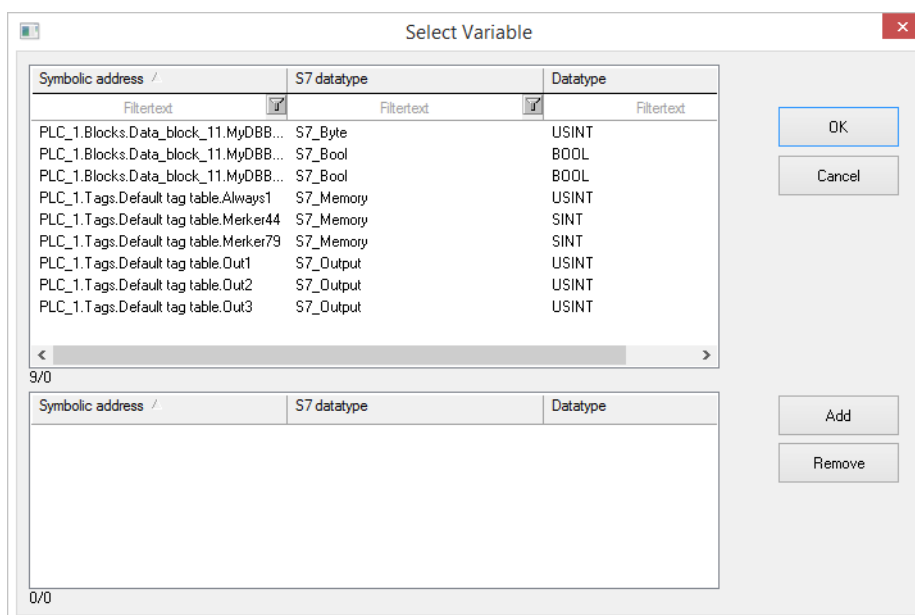 Select Variable
Symbolic address S7 datatype Datatype
Filtertext Filtertext Filtertext
PLC_1.Blocks.Data_block_11.MyDBB... S7_Byte USINT
PLC_1.Blocks.Data_block_11.MyDBB... S7_Bool BOOL
PLC_1.Blocks.Data_block_11.MyDBB... S7_Bool BOOL
PLC_1.Tags.Default tag table.Always1 S7_Memory USINT
PLC_1.Tags.Default tag table.Merker44 S7_Memory SINT
PLC_1.Tags.Default tag table.Merker79 S7_Memory SINT
PLC_1.Tags.Default tag table.Out1 S7_Output USINT
PLC_1.Tags.Default tag table.Out2 S7_Output USINT
PLC_1.Tags.Default tag table.Out3 S7_Output USINT
9/0
OK
Cancel
Symbolic address S7 datatype Datatype
0/0
Add
Remove